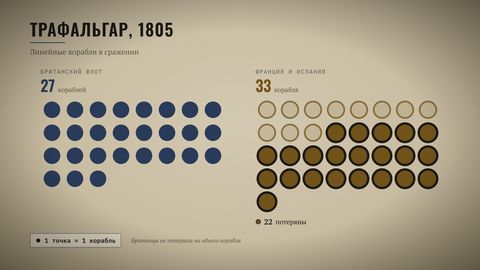 ТРАФАЛЬГАР, 1805
Линейные корабли в сражении
БРИТАНСКИЙ ФЛОТ
27 кораблей
ФРАНЦИЯ И ИСПАНИЯ
33 корабля
22 потеряны
1 точка = 1 корабль
Британцы не потеряли ни одного корабля